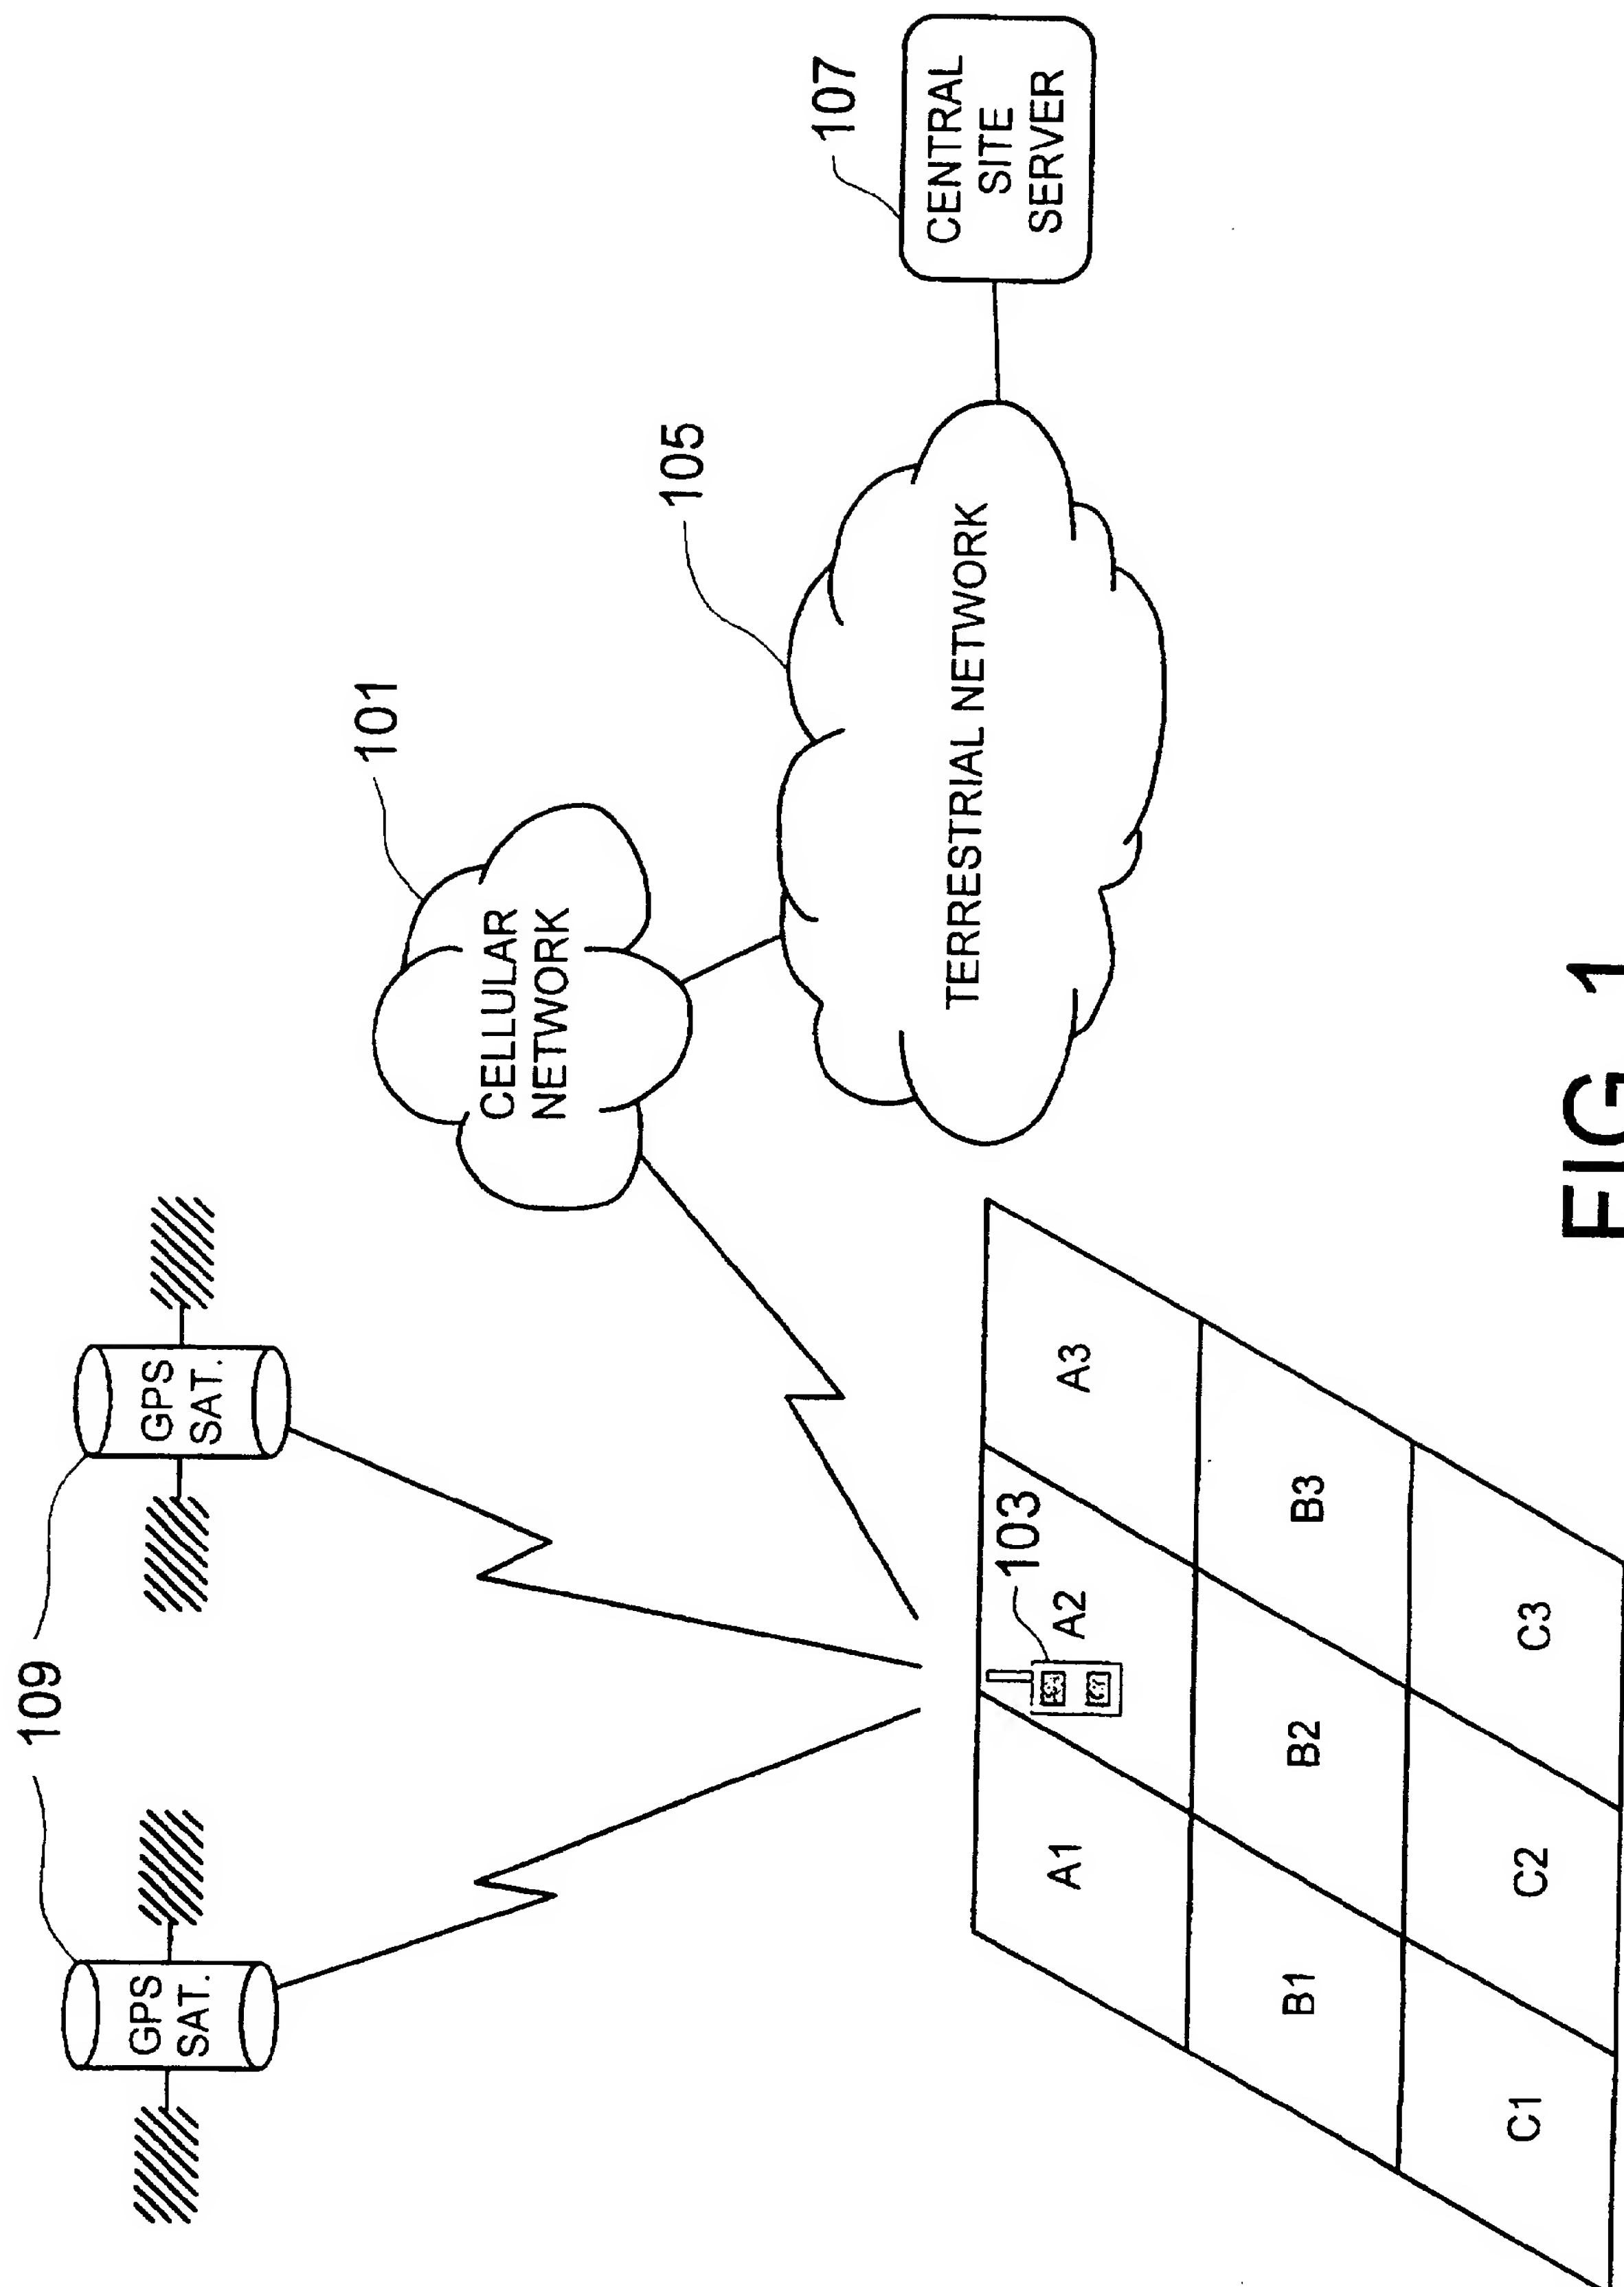 109
GPS
SAT.
GPS
SAT.
101
CELLULAR
NETWORK
105
TERRESTRIAL NETWORK
107
CENTRAL
SITE
SERVER
103
A1
A2
A3
B1
B2
B3
C1
C2
C3
FIG 1